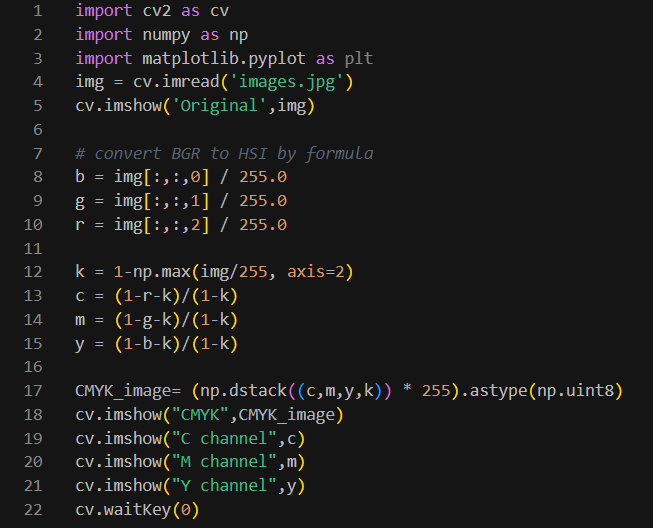 1 import cv2 as cv
2 import numpy as np
3 import matplotlib.pyplot as plt
4 img = cv.imread('images.jpg')
5 cv.imshow('Original',img)
6
7 # convert BGR to HSI by formula
8 b = img[:,:,0] / 255.0
9 g = img[:,:,1] / 255.0
10 r = img[:,:,2] / 255.0
11
12 k = 1-np.max(img/255, axis=2)
13 c = (1-r-k)/(1-k)
14 m = (1-g-k)/(1-k)
15 y = (1-b-k)/(1-k)
16
17 CMYK_image= (np.dstack((c,m,y,k)) * 255).astype(np.uint8)
18 cv.imshow("CMYK",CMYK_image)
19 cv.imshow("C channel",c)
20 cv.imshow("M channel",m)
21 cv.imshow("Y channel",y)
22 cv.waitKey(0)